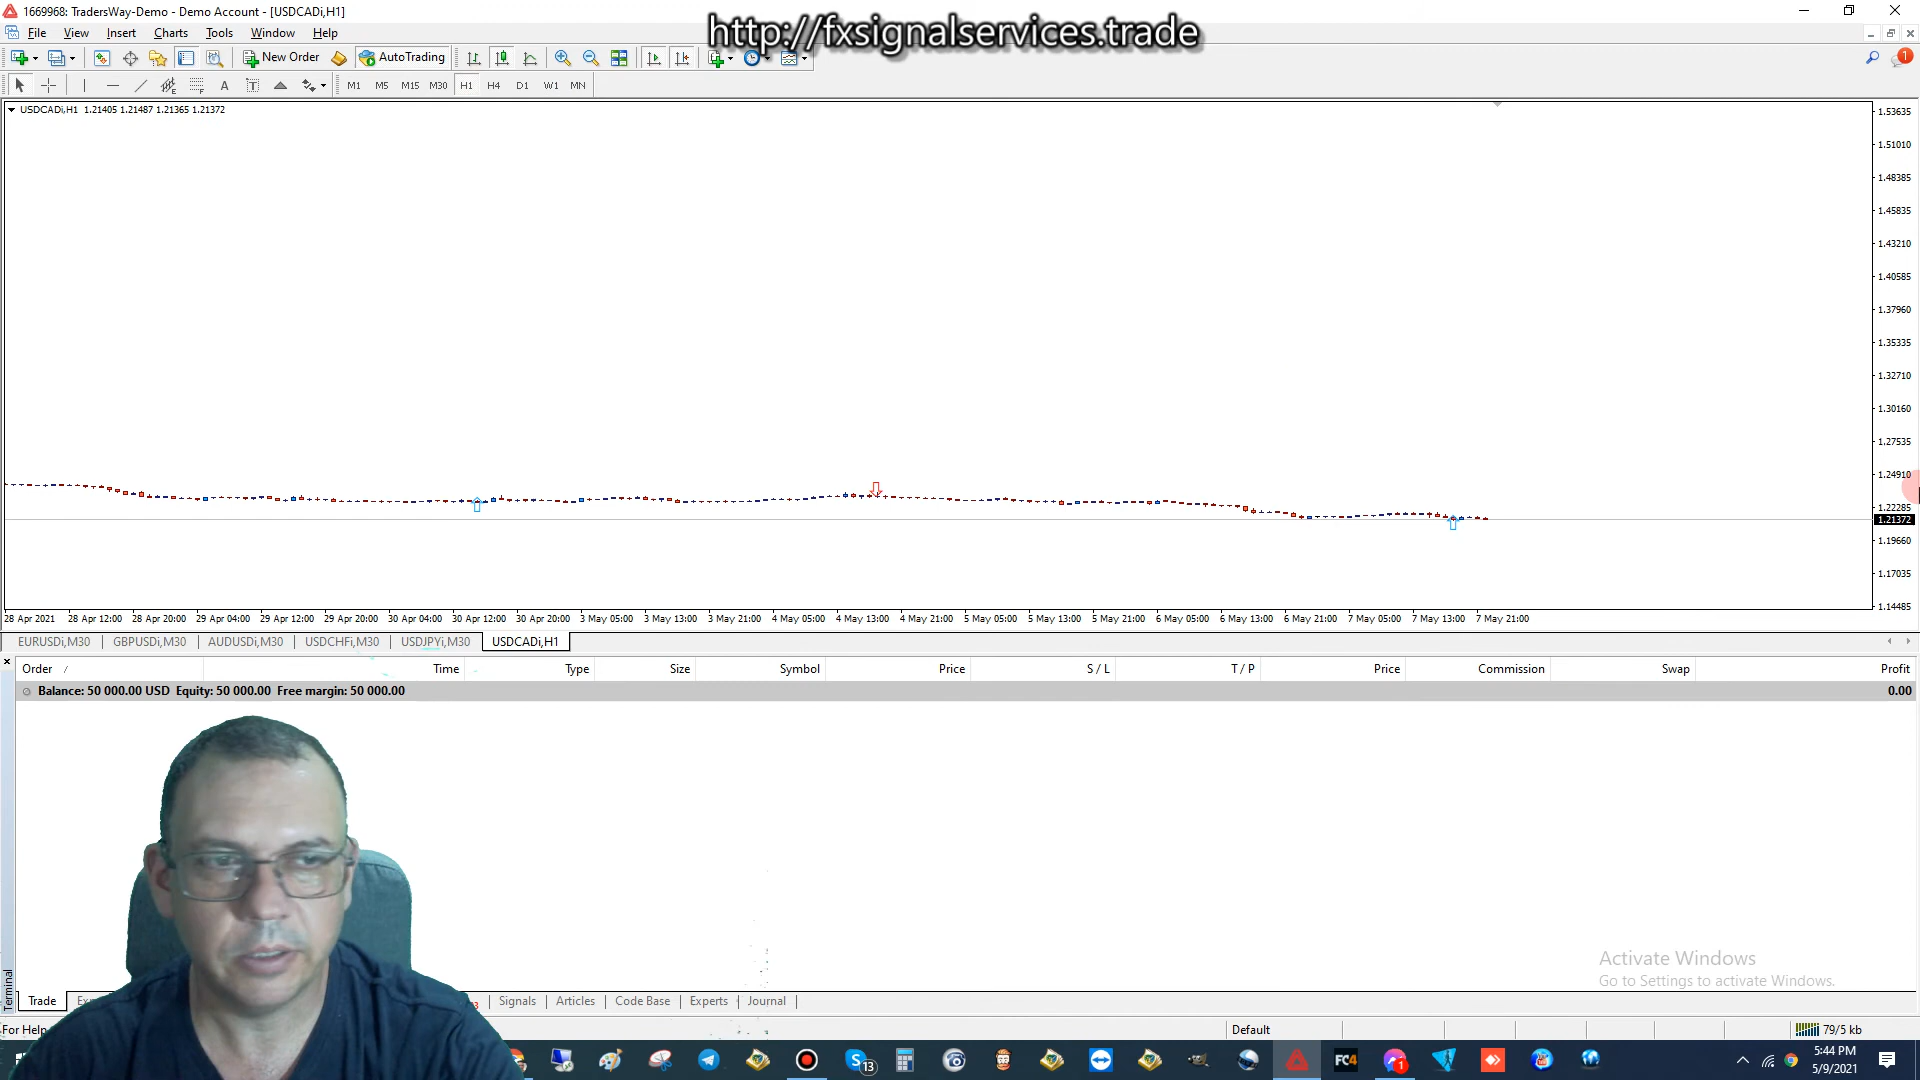 1669968: TradersWay-Demo - Demo Account - [USDCADi,H1]
http://fxsignalservices.trade
File View Insert Charts Tools Window Help
New Order AutoTrading 1
A T M1 M5 M15 M30 H1 H4 D1 W1 MN
USDCADi,H1 1.21405 1.21487 1.21365 1.21372
1.53635
1.51010
1.48385
1.45835
1.43210
1.40585
1.37960
1.35335
1.32710
1.30160
1.27535
1.24910
1.22285
1.21372
1.19660
1.17035
1.14485
28 Apr 2021 28 Apr 12:00 28 Apr 20:00 29 Apr 04:00 29 Apr 12:00 29 Apr 20:00 30 Apr 04:00 30 Apr 12:00 30 Apr 20:00 3 May 05:00 3 May 13:00 3 May 21:00 4 May 05:00 4 May 13:00 4 May 21:00 5 May 05:00 5 May 13:00 5 May 21:00 6 May 05:00 6 May 13:00 6 May 21:00 7 May 05:00 7 May 13:00 7 May 21:00
EURUSDi,M30 GBPUSDi,M30 AUDUSDi,M30 USDCHFi,M30 USDJPYi,M30 USDCADi,H1
Order / Time Type Size Symbol Price S / L T / P Price Commission Swap Profit
Balance: 50 000.00 USD Equity: 50 000.00 Free margin: 50 000.00 0.00
Activate Windows
Go to Settings to activate Windows.
Terminal
Trade Signals Articles Code Base Experts Journal
For Help Default 79/5 kb
13 FC4 1 5:44 PM
5/9/2021